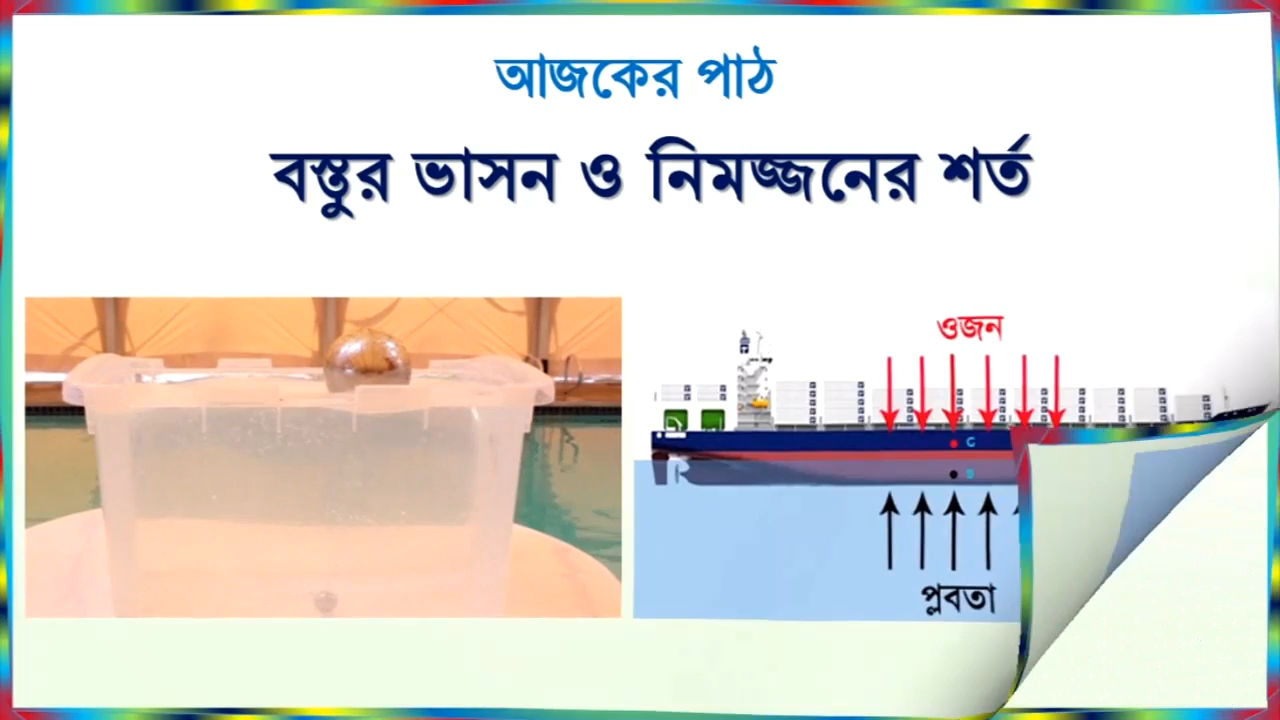 আজকের পাঠ
বস্তুর ভাসন ও নিমজ্জনের শর্ত
ওজন
G
প্লবতা